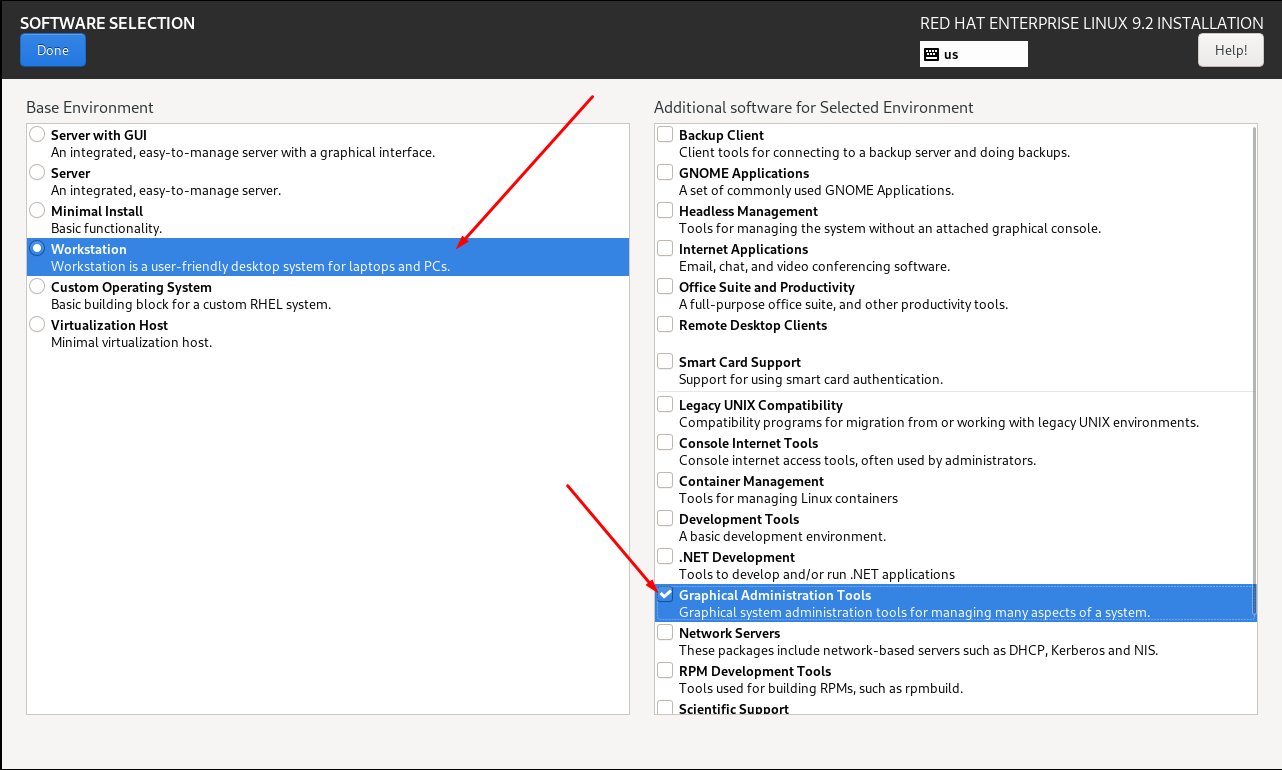 SOFTWARE SELECTION
Done
RED HAT ENTERPRISE LINUX 9.2 INSTALLATION
us
Help!
Base Environment
Server with GUI
An integrated, easy-to-manage server with a graphical interface.
Server
An integrated, easy-to-manage server.
Minimal Install
Basic functionality.
Workstation
Workstation is a user-friendly desktop system for laptops and PCs.
Custom Operating System
Basic building block for a custom RHEL system.
Virtualization Host
Minimal virtualization host.
Additional software for Selected Environment
Backup Client
Client tools for connecting to a backup server and doing backups.
GNOME Applications
A set of commonly used GNOME Applications.
Headless Management
Tools for managing the system without an attached graphical console.
Internet Applications
Email, chat, and video conferencing software.
Office Suite and Productivity
A full-purpose office suite, and other productivity tools.
Remote Desktop Clients
Smart Card Support
Support for using smart card authentication.
Legacy UNIX Compatibility
Compatibility programs for migration from or working with legacy UNIX environments.
Console Internet Tools
Console internet access tools, often used by administrators.
Container Management
Tools for managing Linux containers
Development Tools
A basic development environment.
.NET Development
Tools to develop and/or run .NET applications
Graphical Administration Tools
Graphical system administration tools for managing many aspects of a system.
Network Servers
These packages include network-based servers such as DHCP, Kerberos and NIS.
RPM Development Tools
Tools used for building RPMs, such as rpmbuild.
Scientific Support